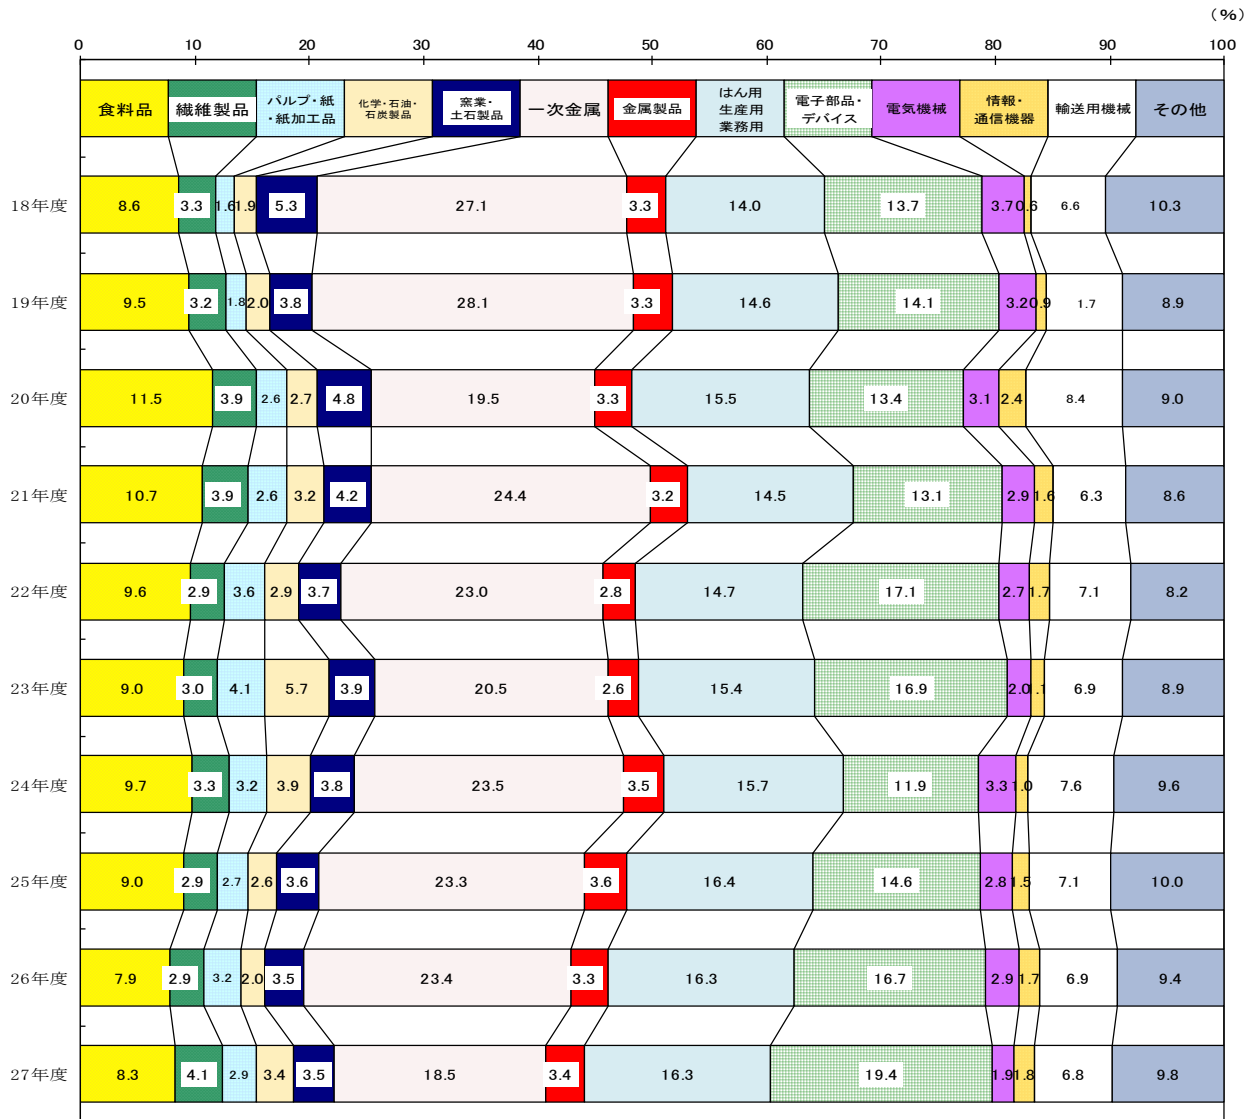 （%）
0 10 20 30 40 50 60 70 80 90 100
食料品 繊維製品 パルプ・紙・紙加工品 化学・石油・石炭製品 窯業・土石製品 一次金属 金属製品 はん用生産用業務用 電子部品・デバイス 電気機械 情報・通信機器 輸送用機械 その他
18年度 8.6 3.3 1.6 1.9 5.3 27.1 3.3 14.0 13.7 3.7 0.6 6.6 10.3
19年度 9.5 3.2 1.8 2.0 3.8 28.1 3.3 14.6 14.1 3.2 0.9 1.7 8.9
20年度 11.5 3.9 2.6 2.7 4.8 19.5 3.3 15.5 13.4 3.1 2.4 8.4 9.0
21年度 10.7 3.9 2.6 3.2 4.2 24.4 3.2 14.5 13.1 2.9 1.6 6.3 8.6
22年度 9.6 2.9 3.6 2.9 3.7 23.0 2.8 14.7 17.1 2.7 1.7 7.1 8.2
23年度 9.0 3.0 4.1 5.7 3.9 20.5 2.6 15.4 16.9 2.0 .1 6.9 8.9
24年度 9.7 3.3 3.2 3.9 3.8 23.5 3.5 15.7 11.9 3.3 1.0 7.6 9.6
25年度 9.0 2.9 2.7 2.6 3.6 23.3 3.6 16.4 14.6 2.8 1.5 7.1 10.0
26年度 7.9 2.9 3.2 2.0 3.5 23.4 3.3 16.3 16.7 2.9 1.7 6.9 9.4
27年度 8.3 4.1 2.9 3.4 3.5 18.5 3.4 16.3 19.4 1.9 1.8 6.8 9.8